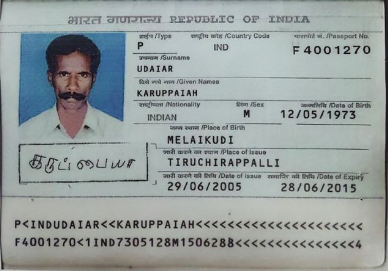 भारत गणराज्य REPUBLIC OF INDIA
टाईप /Type राष्ट्रीय कोड /Country Code पासपोर्ट नं. /Passport No.
P IND F4001270
उपनाम /Surname
UDAIAR
दिये गये नाम /Given Names
KARUPPAIAH
राष्ट्रीयता /Nationality लिंग /Sex जन्मतिथि /Date of Birth
INDIAN M 12/05/1973
जन्म स्थान /Place of Birth
MELAIKUDI
जारी करने का स्थान /Place of Issue
TIRUCHIRAPPALLI
கருப்பையா
जारी करने की तिथि /Date of Issue समाप्ति की तिथि /Date of Expiry
29/06/2005 28/06/2015
P<INDUDAIAR<<KARUPPAIAH<<<<<<<<<<<<<<<<<<<<<
F4001270<1IND7305128M1506288<<<<<<<<<<<<<<<4